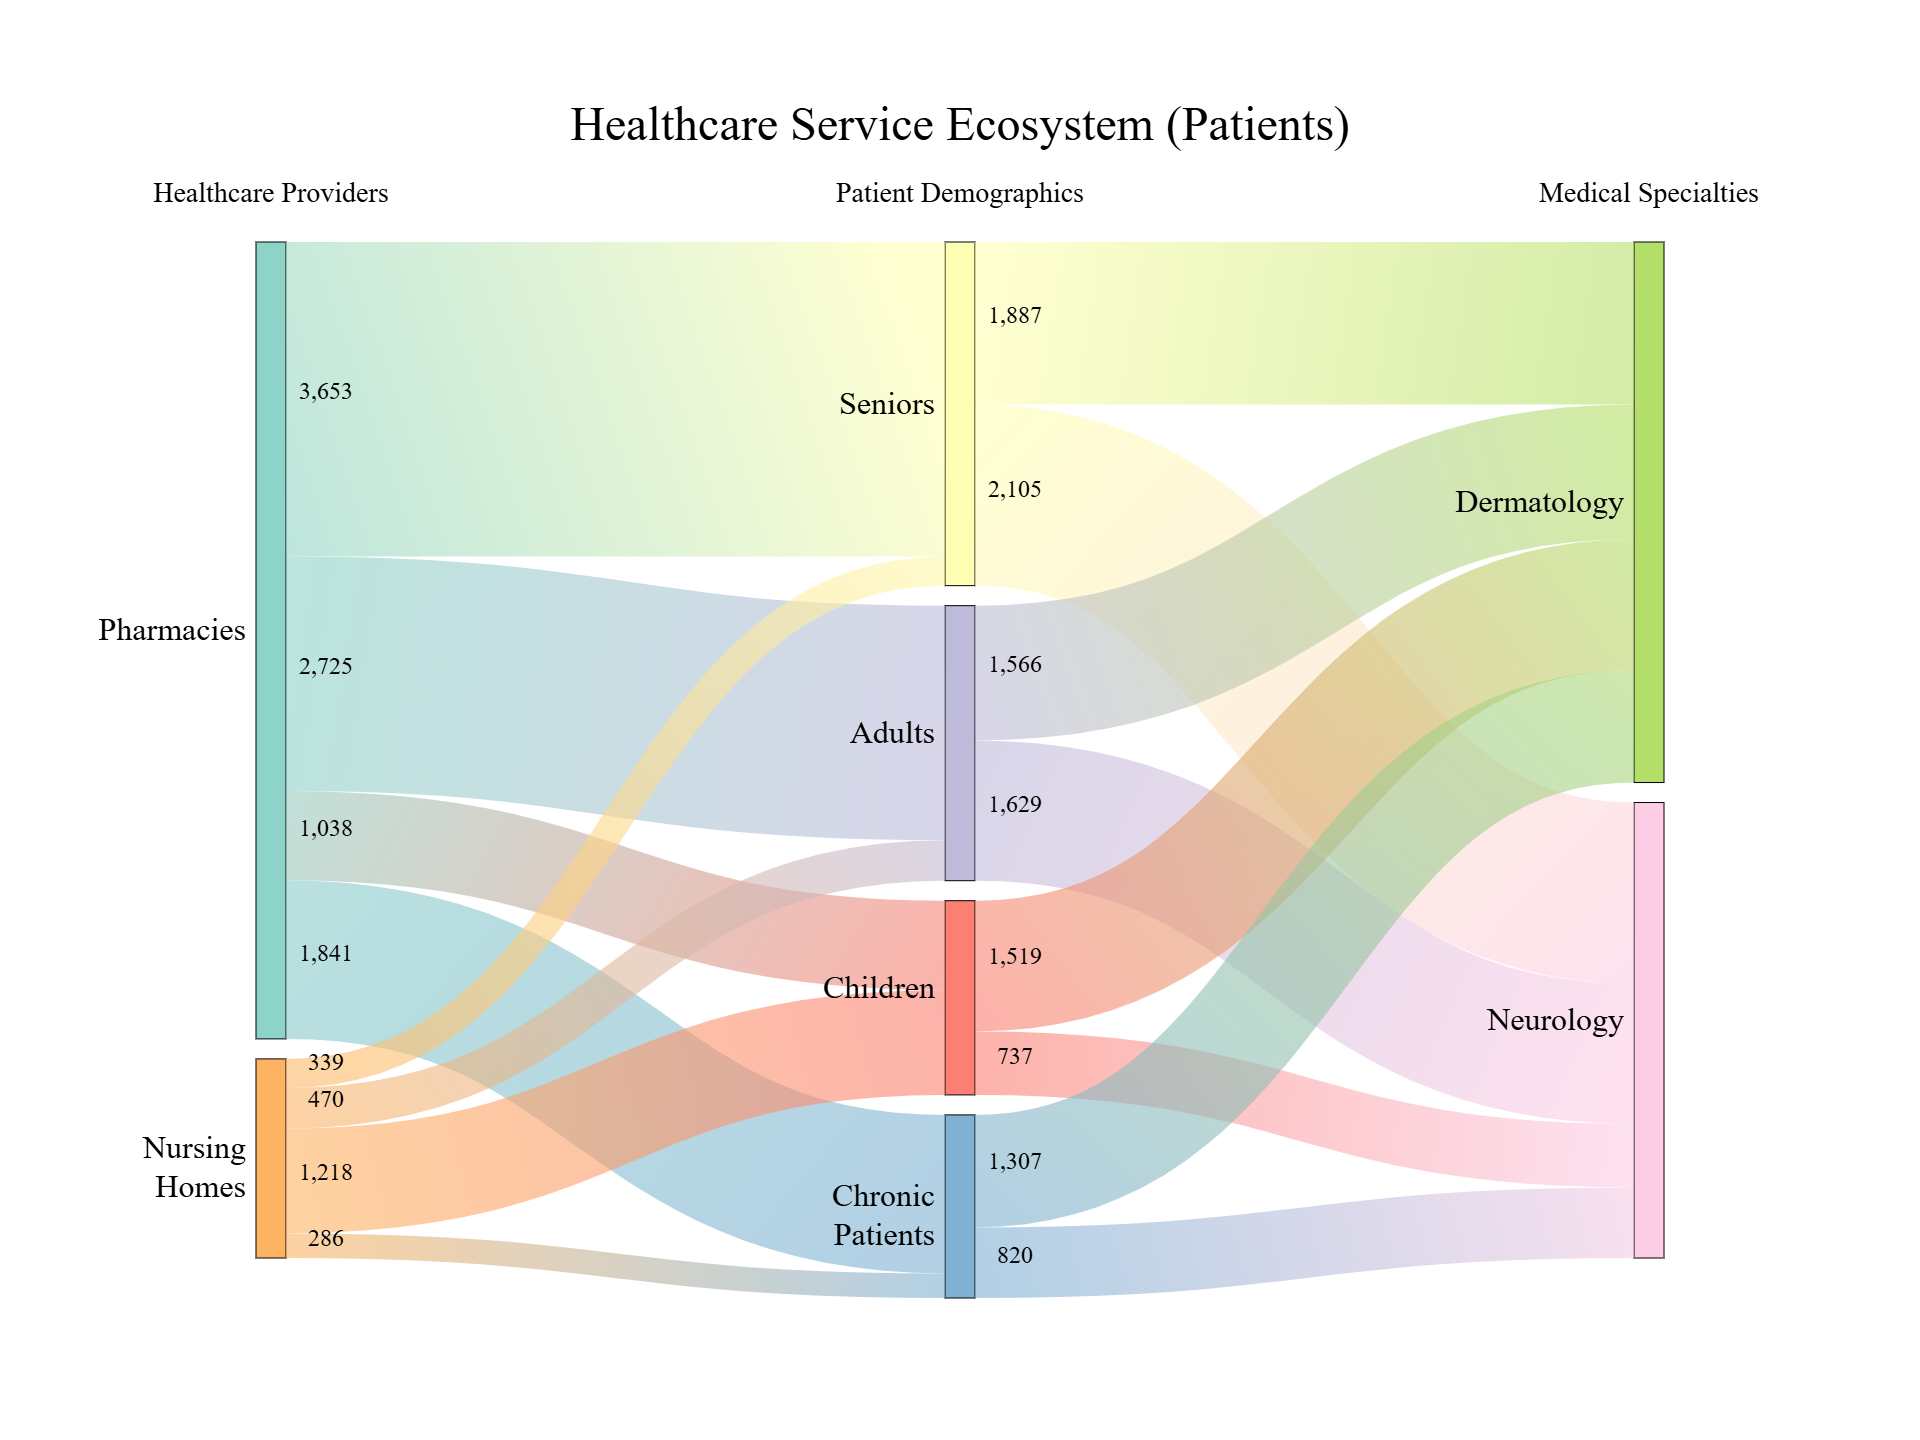 Healthcare Service Ecosystem (Patients)
Healthcare Providers
Patient Demographics
Medical Specialties
Pharmacies
3,653
2,725
1,038
1,841
Nursing
Homes
339
470
1,218
286
Seniors
1,887
2,105
Adults
1,566
1,629
Children
1,519
737
Chronic
Patients
1,307
820
Dermatology
Neurology